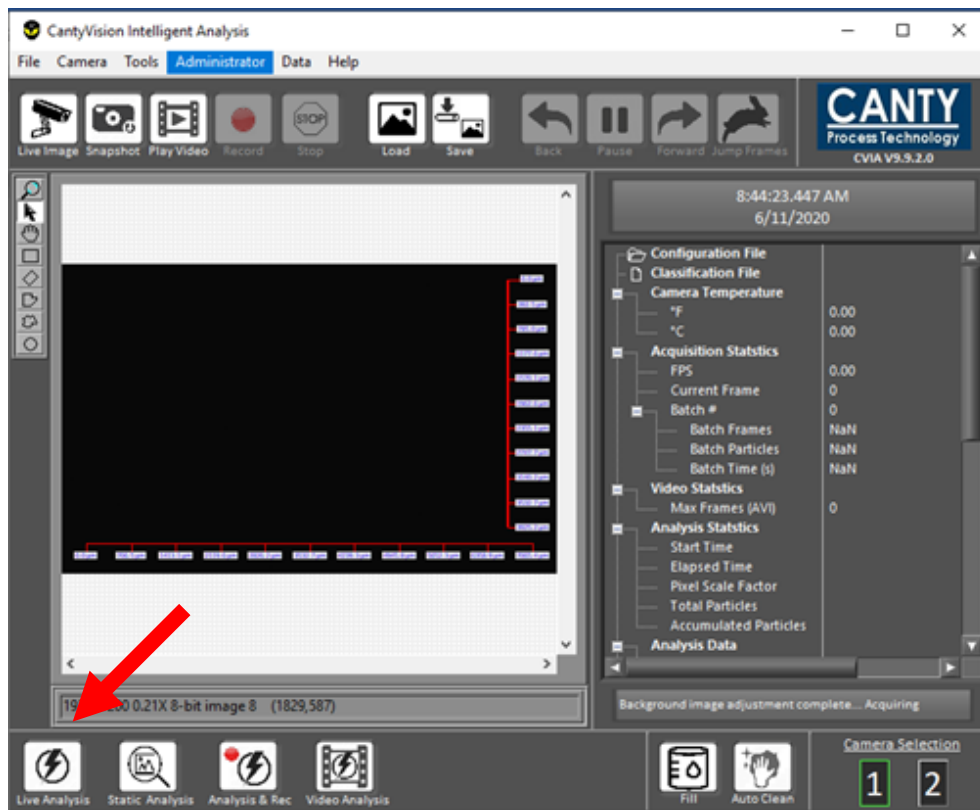 CantyVision Intelligent Analysis
File Camera Tools Administrator Data Help
Live Image Snapshot Play Video Record STOP Stop Load Save Back Pause Forward Jump Frames
CANTY
Process Technology
CVIA V9.9.2.0
8:44:23.447 AM
6/11/2020
Configuration File
Classification File
Camera Temperature
°F 0.00
°C 0.00
Acquisition Statstics
FPS 0.00
Current Frame 0
Batch # 0
Batch Frames NaN
Batch Particles NaN
Batch Time (s) NaN
Video Statstics
Max Frames (AVI) 0
Analysis Statstics
Start Time
Elapsed Time
Pixel Scale Factor
Total Particles
Accumulated Particles
Analysis Data
0.21X 8-bit image 8 (1829,587)
Background image adjustment complete... Acquiring
Live Analysis Static Analysis Analysis & Rec Video Analysis Fill Auto Clean
Camera Selection
1 2